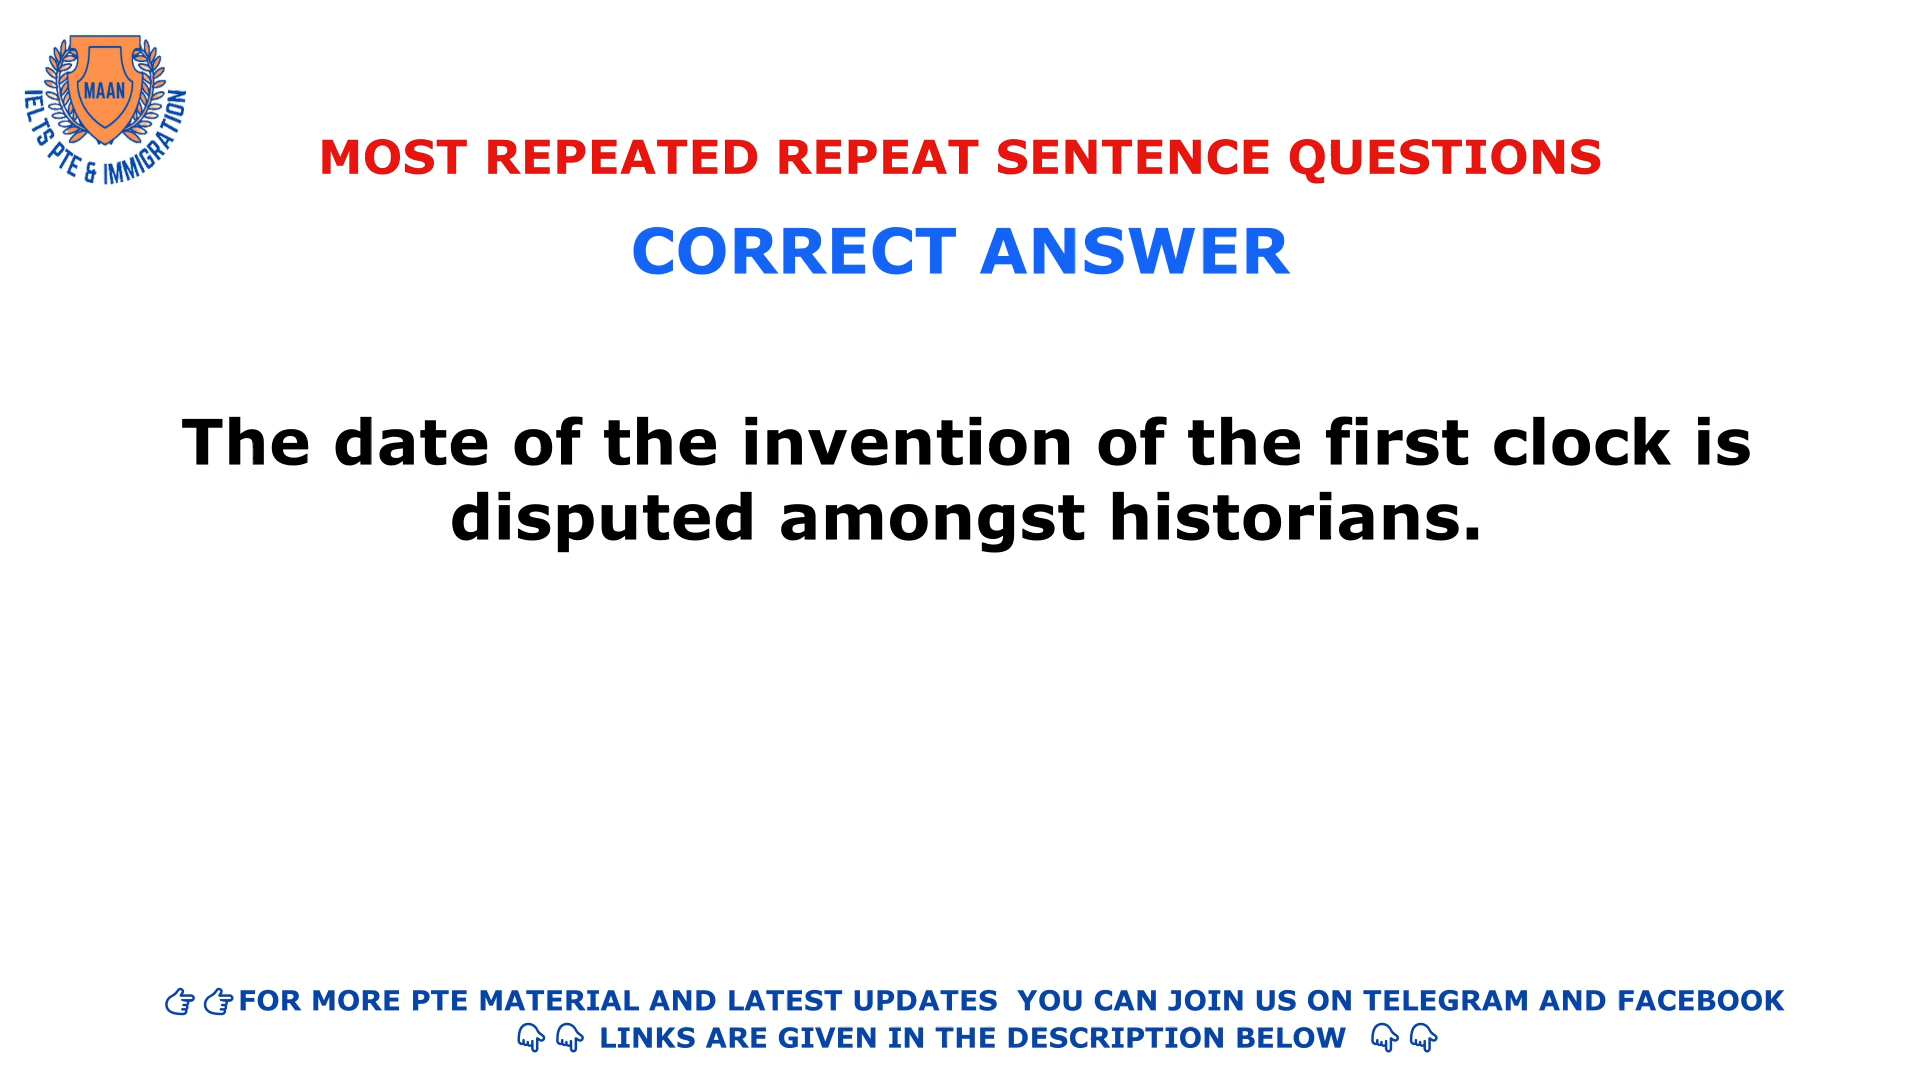 MAAN
IELTS PTE & IMMIGRATION
MOST REPEATED REPEAT SENTENCE QUESTIONS
CORRECT ANSWER
The date of the invention of the first clock is
disputed amongst historians.
FOR MORE PTE MATERIAL AND LATEST UPDATES YOU CAN JOIN US ON TELEGRAM AND FACEBOOK
LINKS ARE GIVEN IN THE DESCRIPTION BELOW